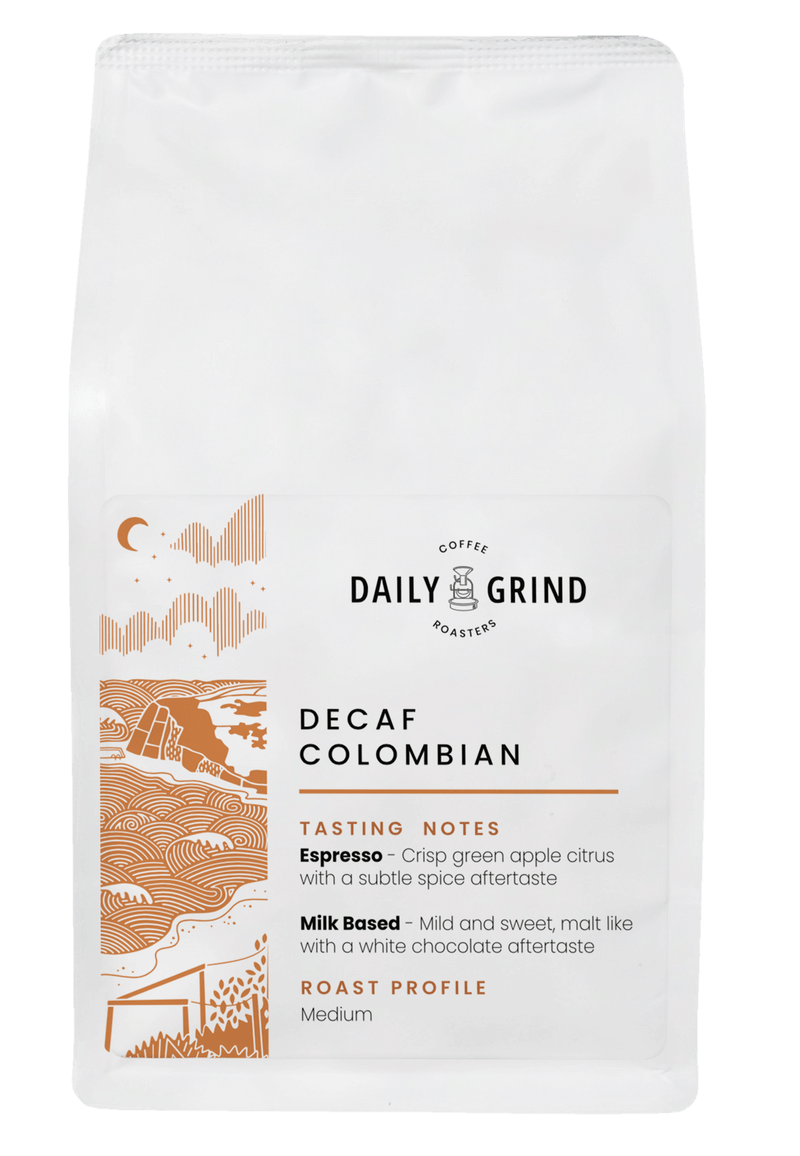 COFFEE
DAILY GRIND
ROASTERS
DECAF
COLOMBIAN
TASTING NOTES
Espresso - Crisp green apple citrus
with a subtle spice aftertaste
Milk Based - Mild and sweet, malt like
with a white chocolate aftertaste
ROAST PROFILE
Medium